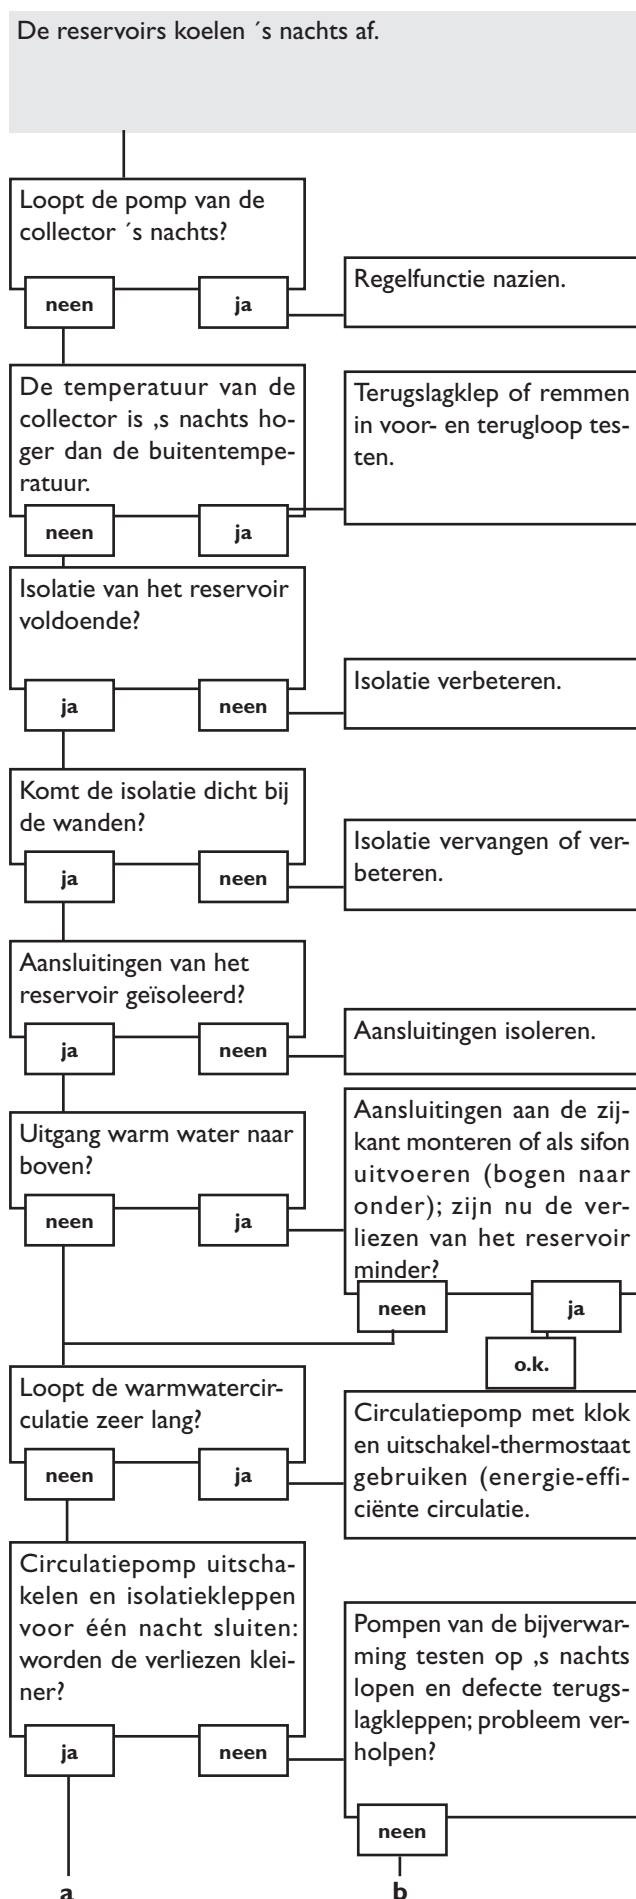 De reservoirs koelen ´s nachts af.
Loopt de pomp van de
collector ´s nachts?
neen
ja
Regelfunctie nazien.
De temperatuur van de
collector is ,s nachts ho-
ger dan de buitentempe-
ratuur.
neen
ja
Terugslagklep of remmen
in voor- en terugloop tes-
ten.
Isolatie van het reservoir
voldoende?
ja
neen
Isolatie verbeteren.
Komt de isolatie dicht bij
de wanden?
ja
neen
Isolatie vervangen of ver-
beteren.
Aansluitingen van het
reservoir geïsoleerd?
ja
neen
Aansluitingen isoleren.
Uitgang warm water naar
boven?
neen
ja
Aansluitingen aan de zij-
kant monteren of als sifon
uitvoeren (bogen naar
onder); zijn nu de ver-
liezen van het reservoir
minder?
neen
ja
o.k.
Loopt de warmwatercir-
culatie zeer lang?
neen
ja
Circulatiepomp met klok
en uitschakel-thermostaat
gebruiken (energie-effi-
ciënte circulatie.
Circulatiepomp uitscha-
kelen en isolatiekleppen
voor één nacht sluiten:
worden de verliezen klei-
ner?
ja
neen
Pompen van de bijverwar-
ming testen op ,s nachts
lopen en defecte terugs-
lagkleppen; probleem ver-
holpen?
neen
a
b